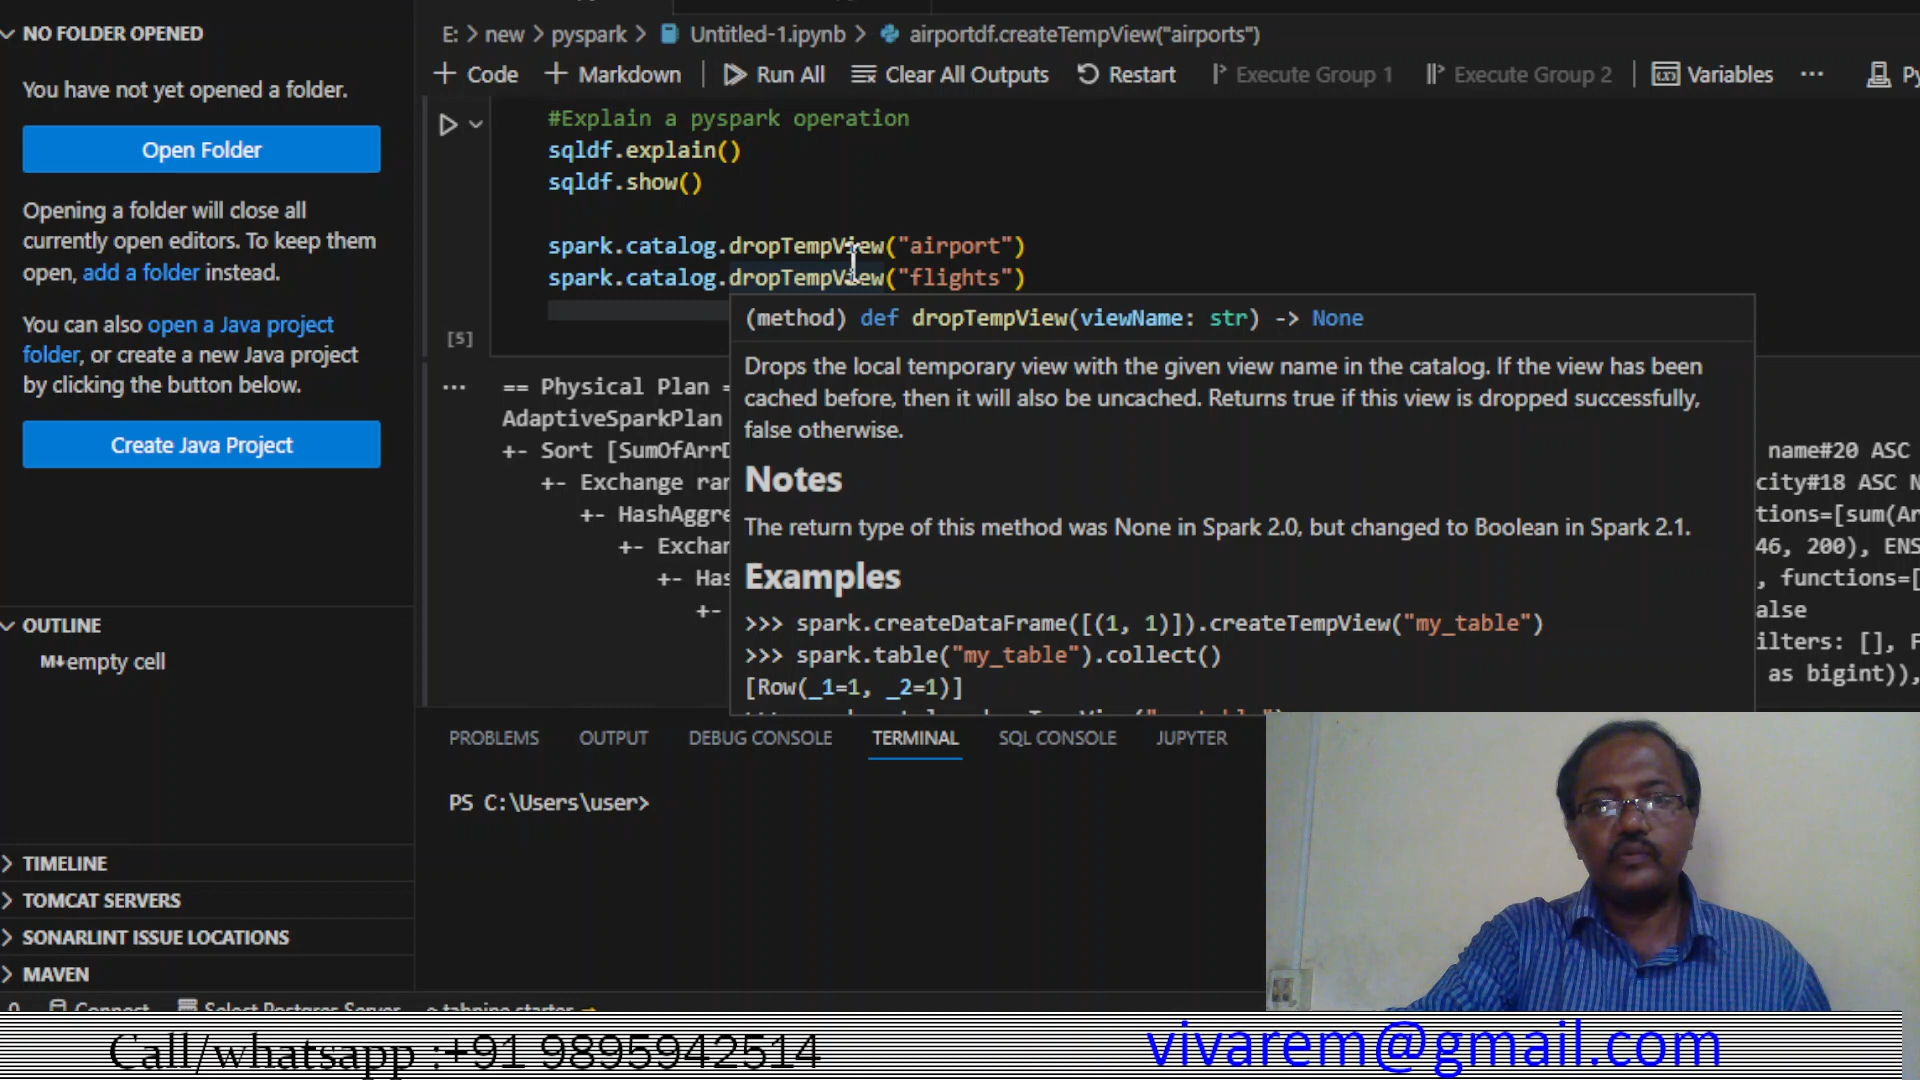 NO FOLDER OPENED
You have not yet opened a folder.
Open Folder
Opening a folder will close all
currently open editors. To keep them
open, add a folder instead.
You can also open a Java project
folder, or create a new Java project
by clicking the button below.
Create Java Project
OUTLINE
M↓empty cell
TIMELINE
TOMCAT SERVERS
SONARLINT ISSUE LOCATIONS
MAVEN
E: > new > pyspark > Untitled-1.ipynb > airportdf.createTempView("airports")
+ Code + Markdown | Run All Clear All Outputs Restart Execute Group 1 Execute Group 2 | Variables ... Py
#Explain a pyspark operation
sqldf.explain()
sqldf.show()
spark.catalog.dropTempView("airport")
spark.catalog.dropTempView("flights")
[5]
(method) def dropTempView(viewName: str) -> None
Drops the local temporary view with the given view name in the catalog. If the view has been
cached before, then it will also be uncached. Returns true if this view is dropped successfully,
false otherwise.
Notes
The return type of this method was None in Spark 2.0, but changed to Boolean in Spark 2.1.
Examples
>>> spark.createDataFrame([(1, 1)]).createTempView("my_table")
>>> spark.table("my_table").collect()
[Row(_1=1, _2=1)]
... == Physical Plan =
AdaptiveSparkPlan
+- Sort [SumOfArrD
+- Exchange ran
+- HashAggre
+- Exchan
+- Has
+-
name#20 ASC
city#18 ASC N
tions=[sum(Ar
46, 200), ENS
, functions=[
alse
ilters: [], F
as bigint)),
PROBLEMS OUTPUT DEBUG CONSOLE TERMINAL SQL CONSOLE JUPYTER
PS C:\Users\user>
Connect Select Postgres Server tabnine starter
Call/whatsapp :+91 9895942514
vivarem@gmail.com